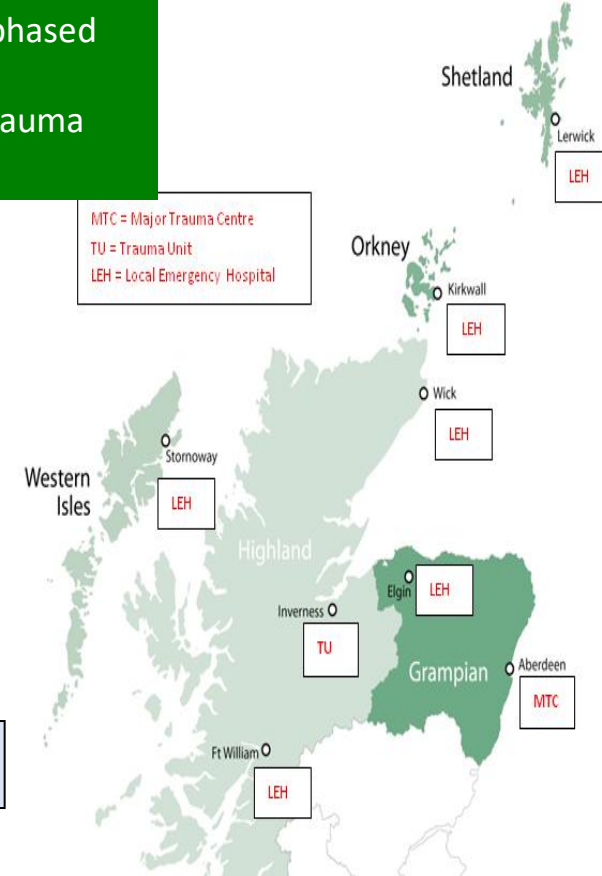 phased
auma
MTC = Major Trauma Centre
TU = Trauma Unit
LEH = Local Emergency Hospital
Shetland
Lerwick
LEH
Orkney
Kirkwall
LEH
Wick
LEH
Stornoway
Western
Isles
LEH
Highland
Elgin
LEH
Inverness
TU
Grampian
Aberdeen
MTC
Ft William
LEH